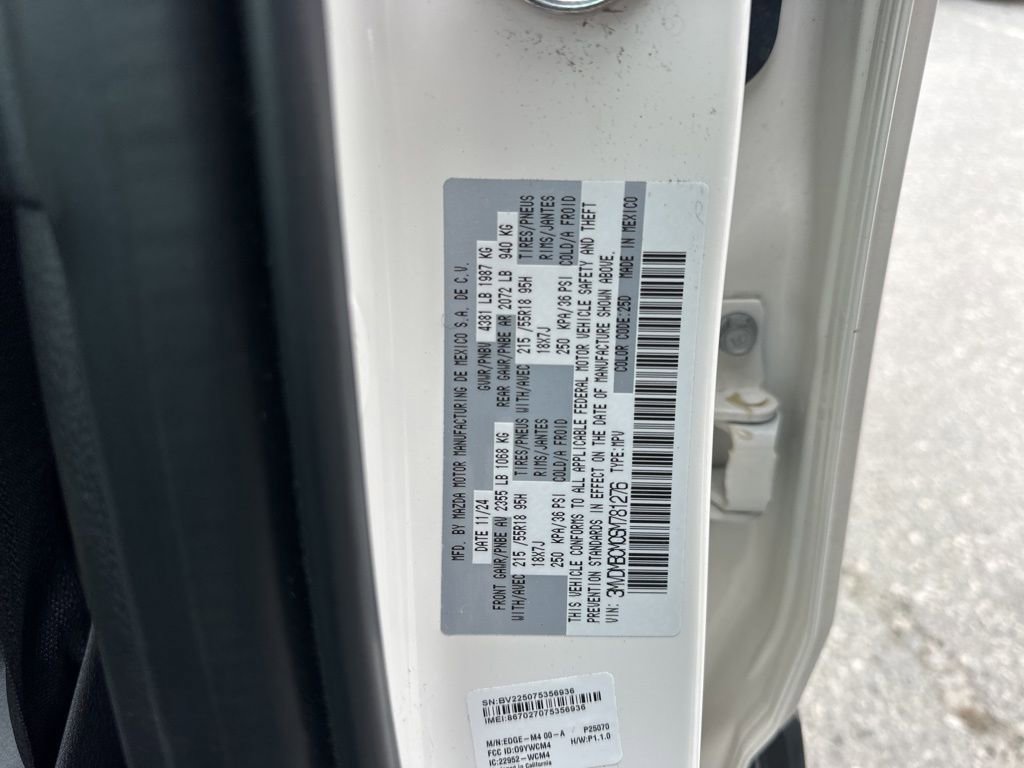 MFD. BY MAZDA MOTOR MANUFACTURING DE MEXICO S.A. DE C.V.
DATE 11/24 GVWR/PNBV 4381 LB 1987 KG
FRONT GAWR/PNBE AV 2355 LB 1068 KG REAR GAWR/PNBE AR 2072 LB 940 KG
WITH/AVEC 215 /55R18 95H TIRES/PNEUS WITH/AVEC 215 /55R18 95H TIRES/PNEUS
18X7J RIMS/JANTES 18X7J RIMS/JANTES
250 KPA/36 PSI COLD/A FROID 250 KPA/36 PSI COLD/A FROID
THIS VEHICLE CONFORMS TO ALL APPLICABLE FEDERAL MOTOR VEHICLE SAFETY AND THEFT
PREVENTION STANDARDS IN EFFECT ON THE DATE OF MANUFACTURE SHOWN ABOVE.
VIN: TYPE:MPV COLOR CODE:25D MADE IN MEXICO
SN:BV225075356936
IMEI:867027075356936
M/N:EDGE-M4 00-A / P25070
FCC ID:O9YWCM4 H/W:P1.1.0
IC:22952-WCM4
in California